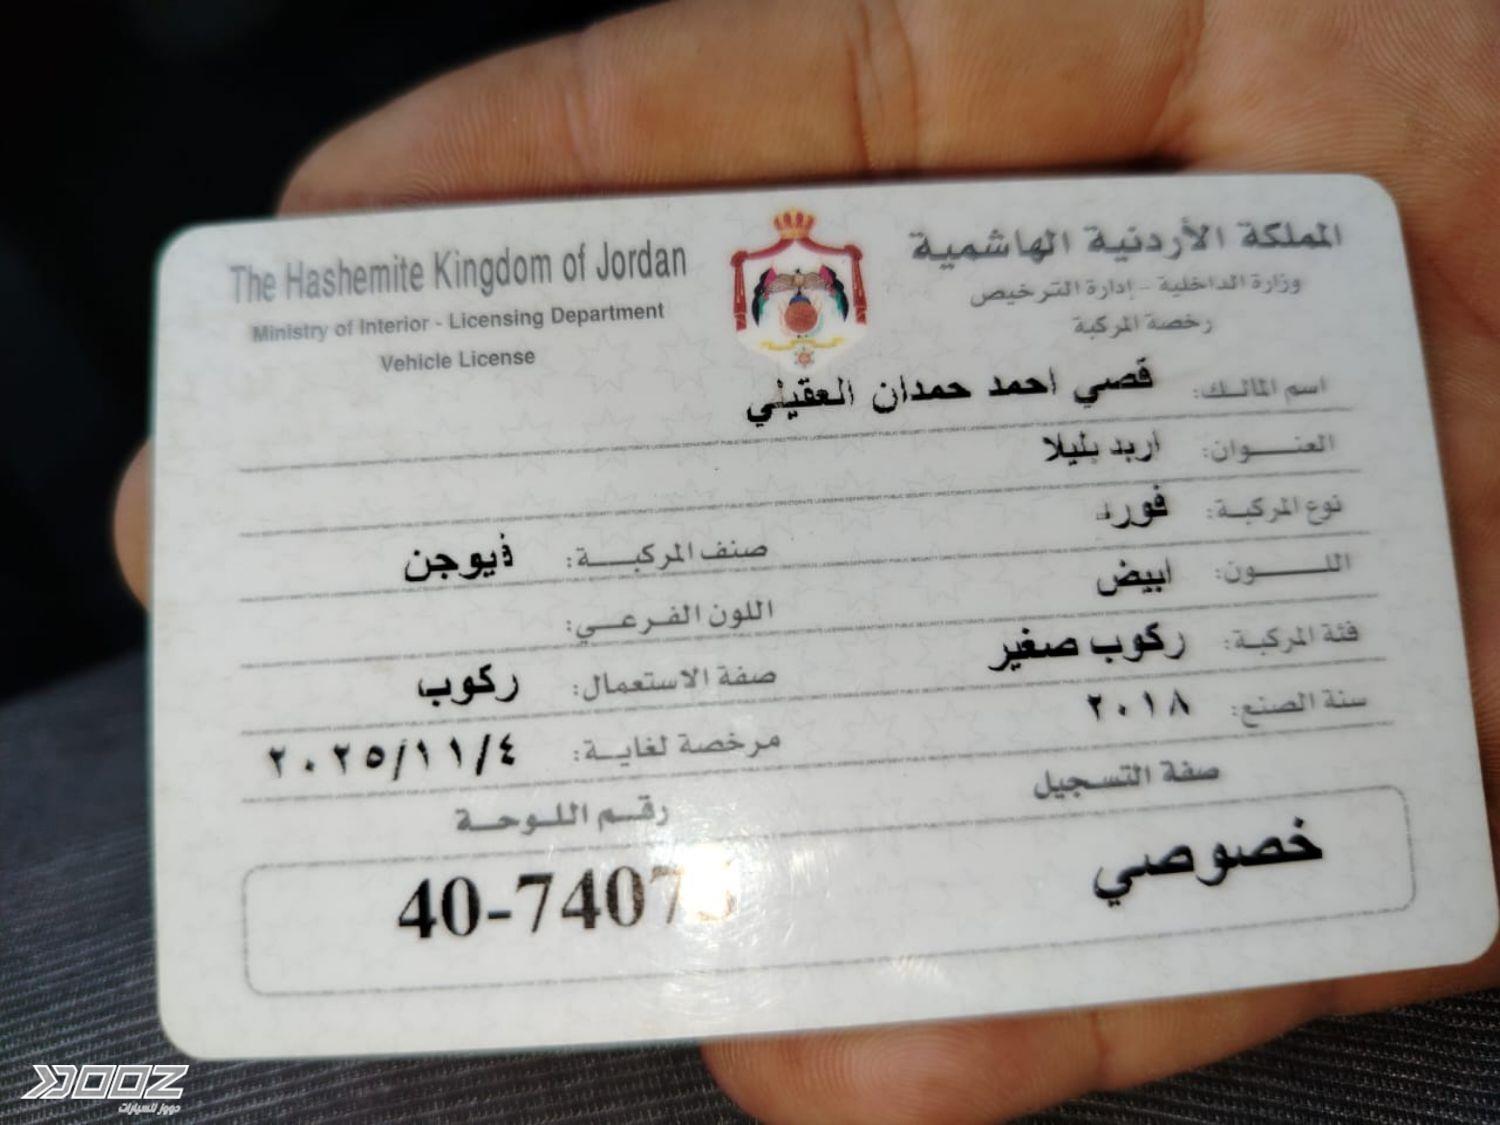 The Hashemite Kingdom of Jordan
Ministry of Interior - Licensing Department
Vehicle License
المملكة الأردنية الهاشمية
وزارة الداخلية - إدارة الترخيص
رخصة المركبة
اسم المالك: قصي احمد حمدان العقيلي
العنوان: اربد بليلا
نوع المركبة: فورد
صنف المركبة: فيوجن
اللون: ابيض
اللون الفرعي:
فئة المركبة: ركوب صغير
صفة الاستعمال: ركوب
سنة الصنع: ٢٠١٨
مرخصة لغاية: ٢٠٢٥/١١/٤
صفة التسجيل
رقم اللوحة
خصوصي
DOOZ
دووز للسيارات